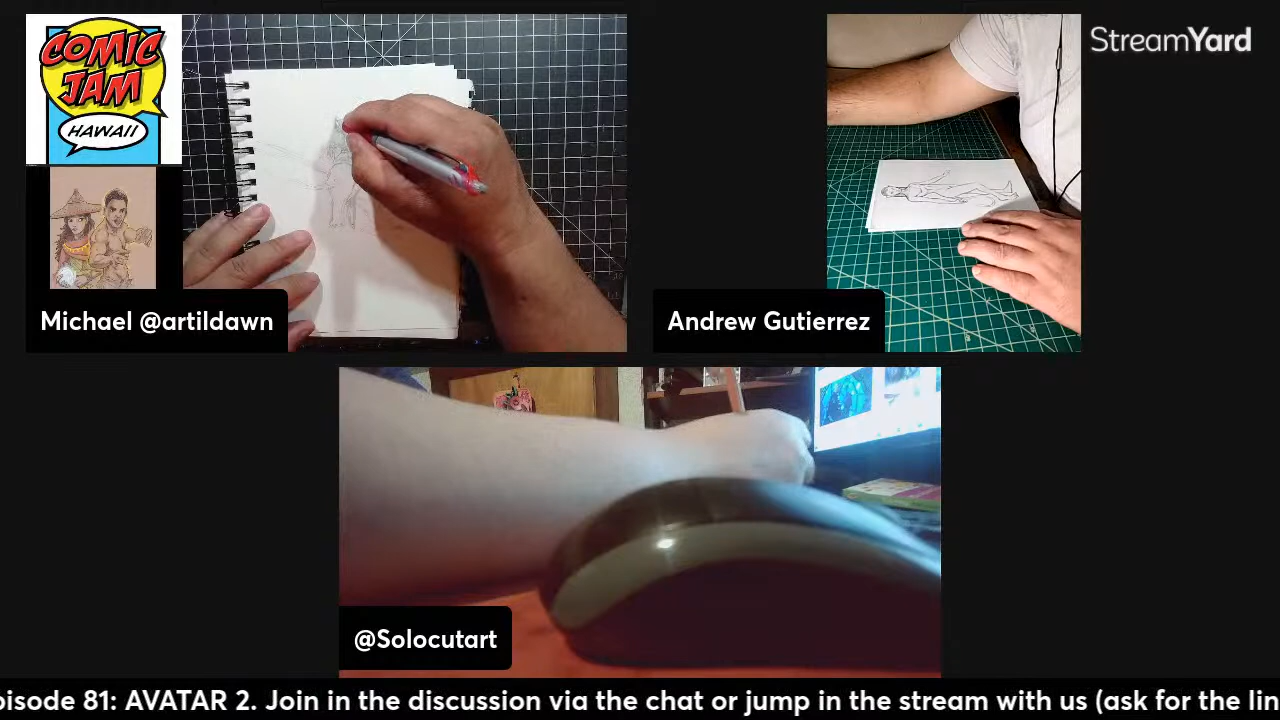 COMIC
JAM
HAWAII
StreamYard
Michael @artildawn
Andrew Gutierrez
@Solocutart
pisode 81: AVATAR 2. Join in the discussion via the chat or jump in the stream with us (ask for the lin